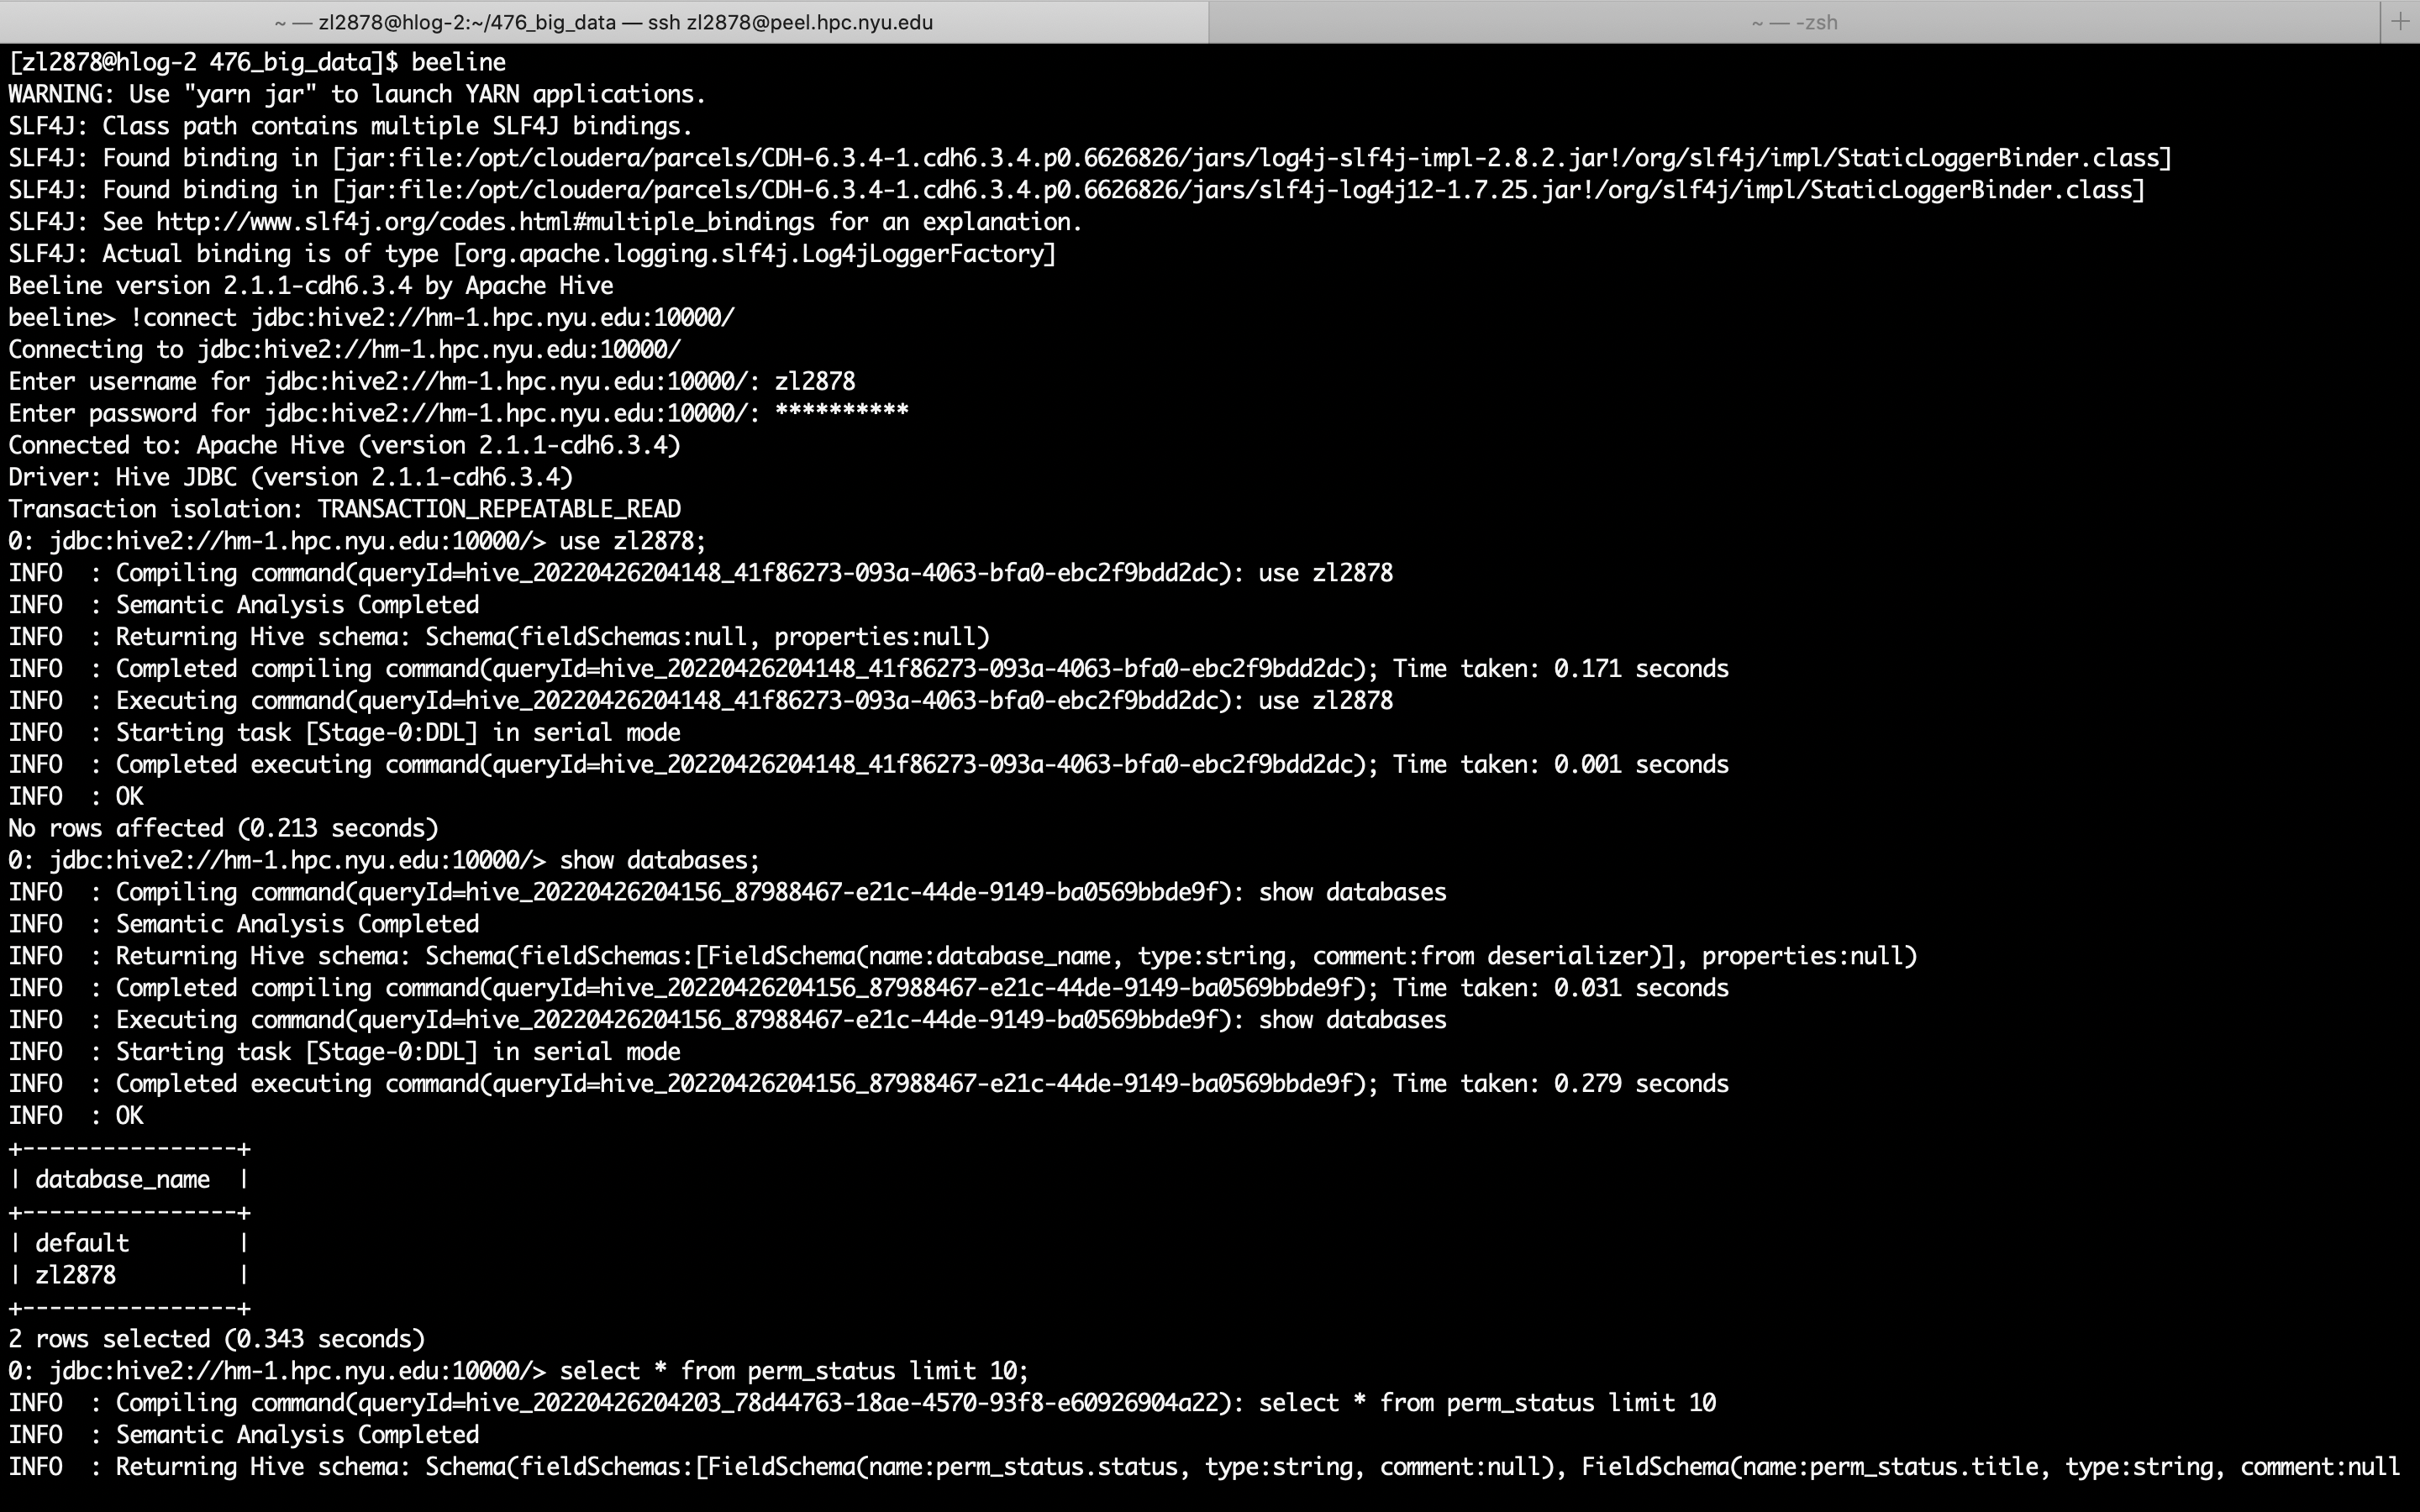 ~ — zl2878@hlog-2:~/476_big_data — ssh zl2878@peel.hpc.nyu.edu
~ — -zsh
+
[zl2878@hlog-2 476_big_data]$ beeline
WARNING: Use "yarn jar" to launch YARN applications.
SLF4J: Class path contains multiple SLF4J bindings.
SLF4J: Found binding in [jar:file:/opt/cloudera/parcels/CDH-6.3.4-1.cdh6.3.4.p0.6626826/jars/log4j-slf4j-impl-2.8.2.jar!/org/slf4j/impl/StaticLoggerBinder.class]
SLF4J: Found binding in [jar:file:/opt/cloudera/parcels/CDH-6.3.4-1.cdh6.3.4.p0.6626826/jars/slf4j-log4j12-1.7.25.jar!/org/slf4j/impl/StaticLoggerBinder.class]
SLF4J: See http://www.slf4j.org/codes.html#multiple_bindings for an explanation.
SLF4J: Actual binding is of type [org.apache.logging.slf4j.Log4jLoggerFactory]
Beeline version 2.1.1-cdh6.3.4 by Apache Hive
beeline> !connect jdbc:hive2://hm-1.hpc.nyu.edu:10000/
Connecting to jdbc:hive2://hm-1.hpc.nyu.edu:10000/
Enter username for jdbc:hive2://hm-1.hpc.nyu.edu:10000/: zl2878
Enter password for jdbc:hive2://hm-1.hpc.nyu.edu:10000/: **********
Connected to: Apache Hive (version 2.1.1-cdh6.3.4)
Driver: Hive JDBC (version 2.1.1-cdh6.3.4)
Transaction isolation: TRANSACTION_REPEATABLE_READ
0: jdbc:hive2://hm-1.hpc.nyu.edu:10000/> use zl2878;
INFO  : Compiling command(queryId=hive_20220426204148_41f86273-093a-4063-bfa0-ebc2f9bdd2dc): use zl2878
INFO  : Semantic Analysis Completed
INFO  : Returning Hive schema: Schema(fieldSchemas:null, properties:null)
INFO  : Completed compiling command(queryId=hive_20220426204148_41f86273-093a-4063-bfa0-ebc2f9bdd2dc); Time taken: 0.171 seconds
INFO  : Executing command(queryId=hive_20220426204148_41f86273-093a-4063-bfa0-ebc2f9bdd2dc): use zl2878
INFO  : Starting task [Stage-0:DDL] in serial mode
INFO  : Completed executing command(queryId=hive_20220426204148_41f86273-093a-4063-bfa0-ebc2f9bdd2dc); Time taken: 0.001 seconds
INFO  : OK
No rows affected (0.213 seconds)
0: jdbc:hive2://hm-1.hpc.nyu.edu:10000/> show databases;
INFO  : Compiling command(queryId=hive_20220426204156_87988467-e21c-44de-9149-ba0569bbde9f): show databases
INFO  : Semantic Analysis Completed
INFO  : Returning Hive schema: Schema(fieldSchemas:[FieldSchema(name:database_name, type:string, comment:from deserializer)], properties:null)
INFO  : Completed compiling command(queryId=hive_20220426204156_87988467-e21c-44de-9149-ba0569bbde9f); Time taken: 0.031 seconds
INFO  : Executing command(queryId=hive_20220426204156_87988467-e21c-44de-9149-ba0569bbde9f): show databases
INFO  : Starting task [Stage-0:DDL] in serial mode
INFO  : Completed executing command(queryId=hive_20220426204156_87988467-e21c-44de-9149-ba0569bbde9f); Time taken: 0.279 seconds
INFO  : OK
+----------------+
| database_name  |
+----------------+
| default        |
| zl2878         |
+----------------+
2 rows selected (0.343 seconds)
0: jdbc:hive2://hm-1.hpc.nyu.edu:10000/> select * from perm_status limit 10;
INFO  : Compiling command(queryId=hive_20220426204203_78d44763-18ae-4570-93f8-e60926904a22): select * from perm_status limit 10
INFO  : Semantic Analysis Completed
INFO  : Returning Hive schema: Schema(fieldSchemas:[FieldSchema(name:perm_status.status, type:string, comment:null), FieldSchema(name:perm_status.title, type:string, comment:null